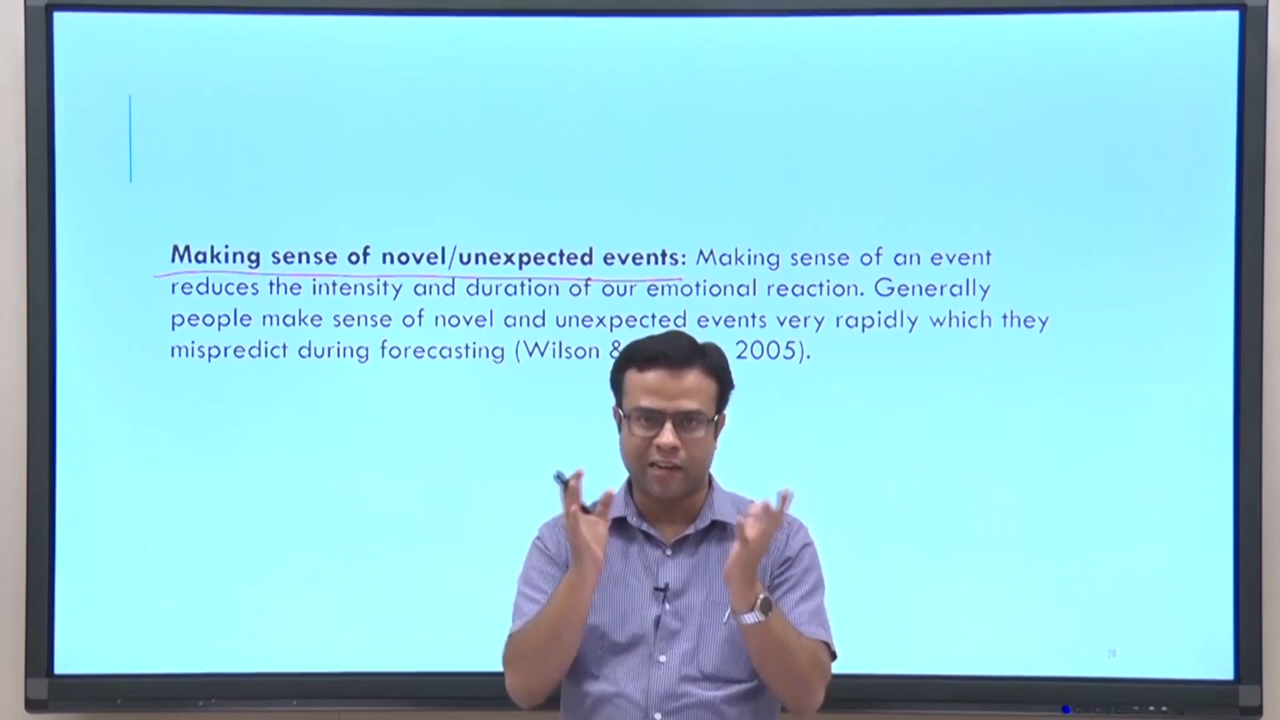 Making sense of novel/unexpected events: Making sense of an event
reduces the intensity and duration of our emotional reaction. Generally
people make sense of novel and unexpected events very rapidly which they
mispredict during forecasting (Wilson & 2005).